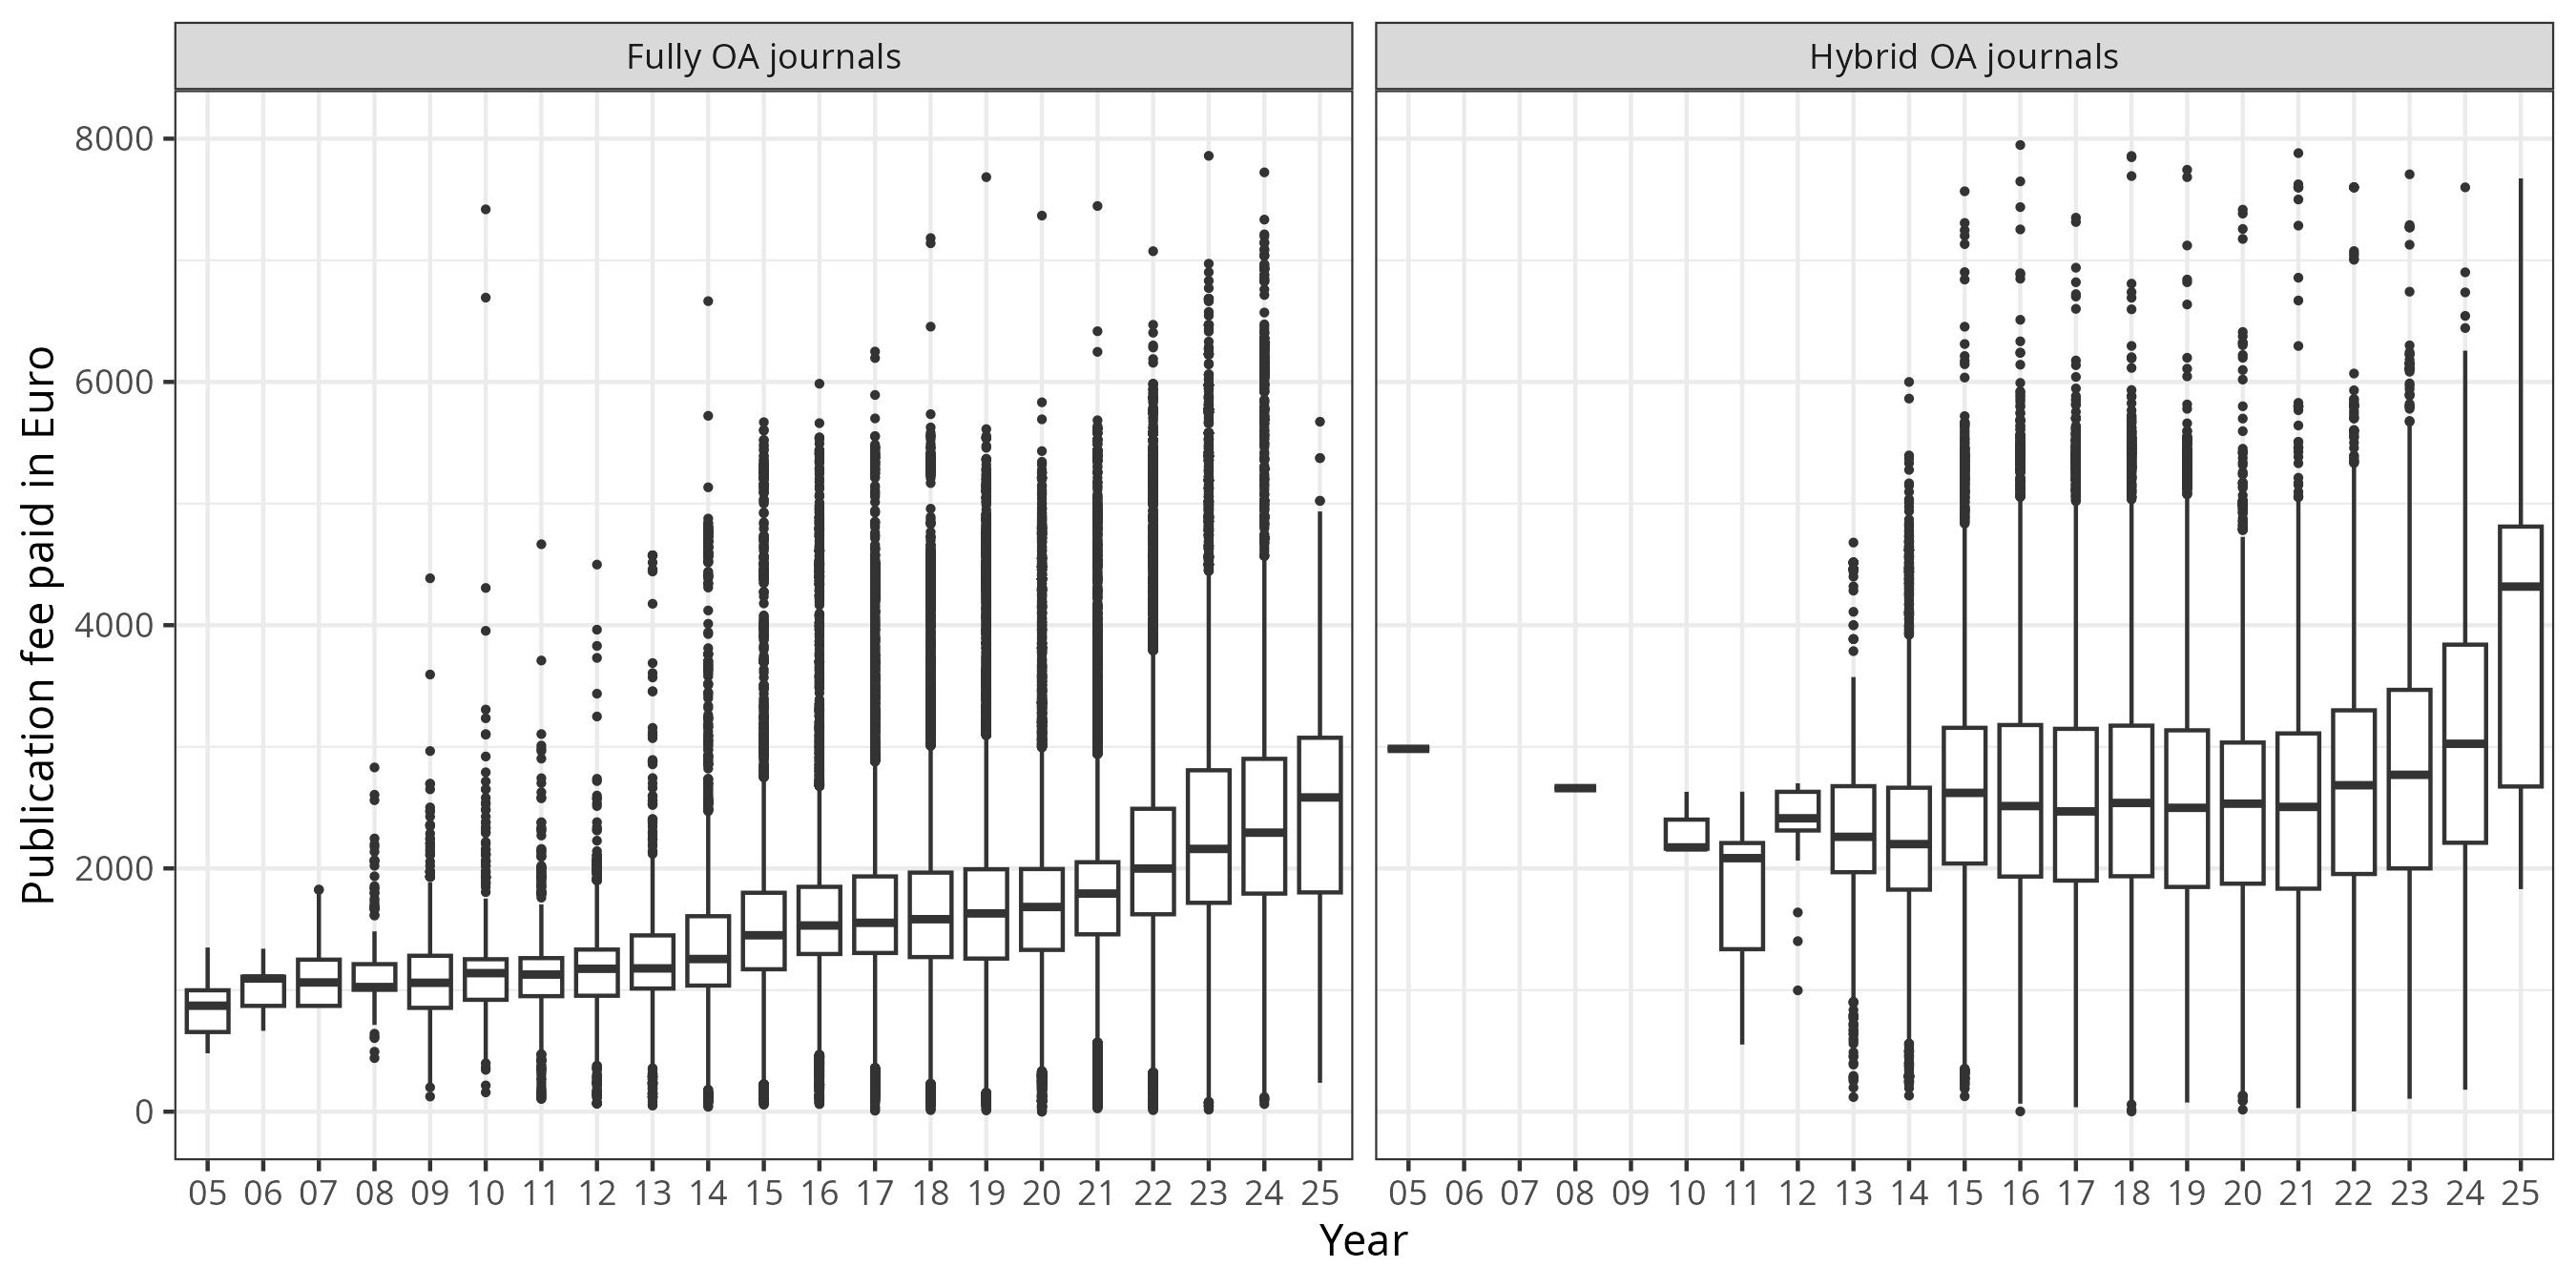 Fully OA journals
Hybrid OA journals
Publication fee paid in Euro
8000
6000
4000
2000
0
05 06 07 08 09 10 11 12 13 14 15 16 17 18 19 20 21 22 23 24 25
05 06 07 08 09 10 11 12 13 14 15 16 17 18 19 20 21 22 23 24 25
Year